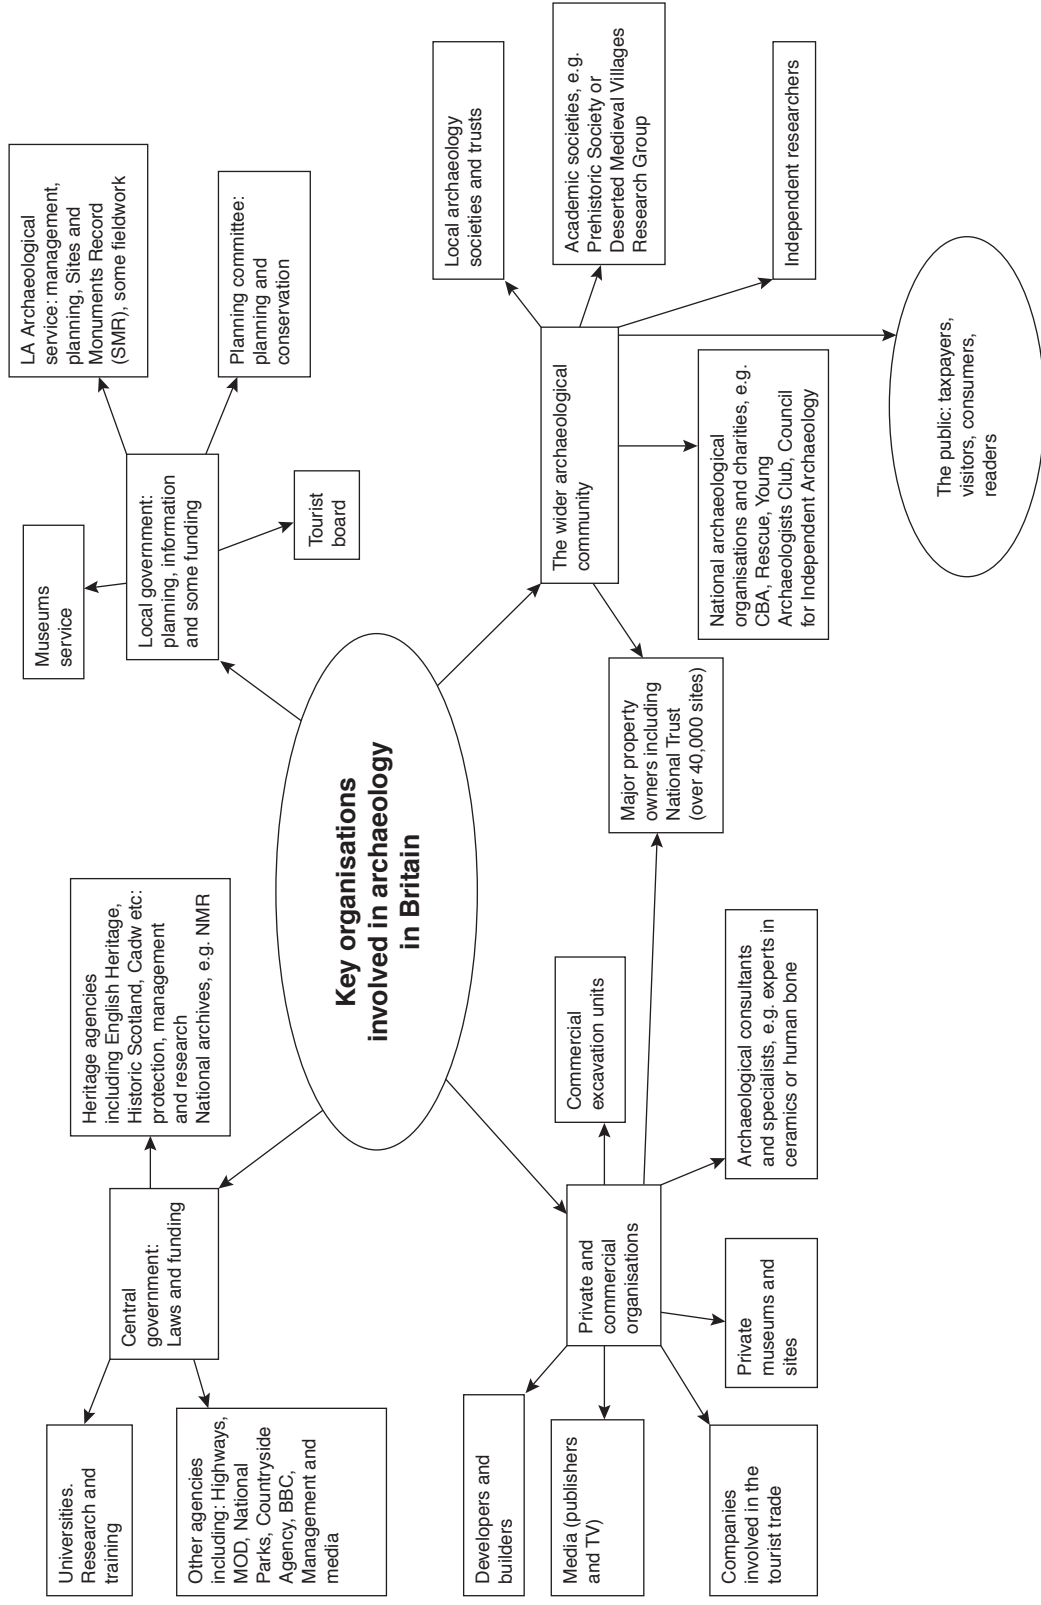 Universities.
Research and
training
Central
government:
Laws and funding
Heritage agencies
including English Heritage,
Historic Scotland, Cadw etc:
protection, management
and research
National archives, e.g. NMR
Other agencies
including: Highways,
MOD, National
Parks, Countryside
Agency, BBC,
Management and
media
Museums
service
Local government:
planning, information
and some funding
LA Archaeological
service: management,
planning, Sites and
Monuments Record
(SMR), some fieldwork
Planning committee:
planning and
conservation
Tourist
board
Key organisations
involved in archaeology
in Britain
Developers and
builders
Media (publishers
and TV)
Companies
involved in the
tourist trade
Private and
commercial
organisations
Private
museums and
sites
Commercial
excavation units
Archaeological consultants
and specialists, e.g. experts in
ceramics or human bone
Major property
owners including
National Trust
(over 40,000 sites)
The wider archaeological
community
Local archaeology
societies and trusts
Academic societies, e.g.
Prehistoric Society or
Deserted Medieval Villages
Research Group
Independent researchers
National archaeological
organisations and charities, e.g.
CBA, Rescue, Young
Archaeologists Club, Council
for Independent Archaeology
The public: taxpayers,
visitors, consumers,
readers